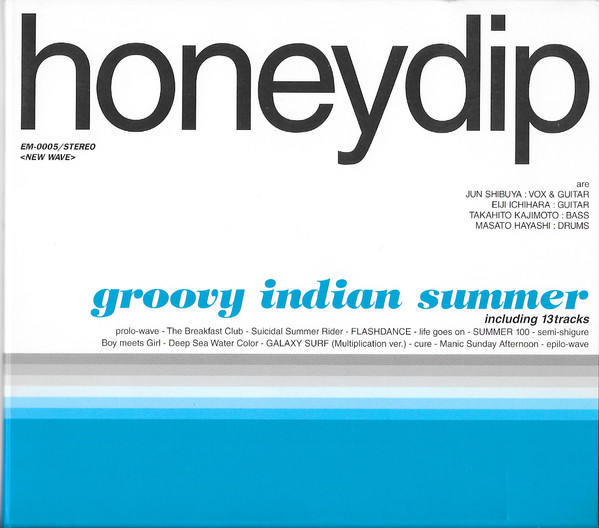 honeydip
EM-0005/STEREO
<NEW WAVE>
are
JUN SHIBUYA : VOX & GUITAR
EIJI ICHIHARA : GUITAR
TAKAHITO KAJIMOTO : BASS
MASATO HAYASHI : DRUMS
groovy indian summer
including 13tracks
prolo-wave - The Breakfast Club - Suicidal Summer Rider - FLASHDANCE - life goes on - SUMMER 100 - semi-shigure
Boy meets Girl - Deep Sea Water Color - GALAXY SURF (Multiplication ver.) - cure - Manic Sunday Afternoon - epilo-wave